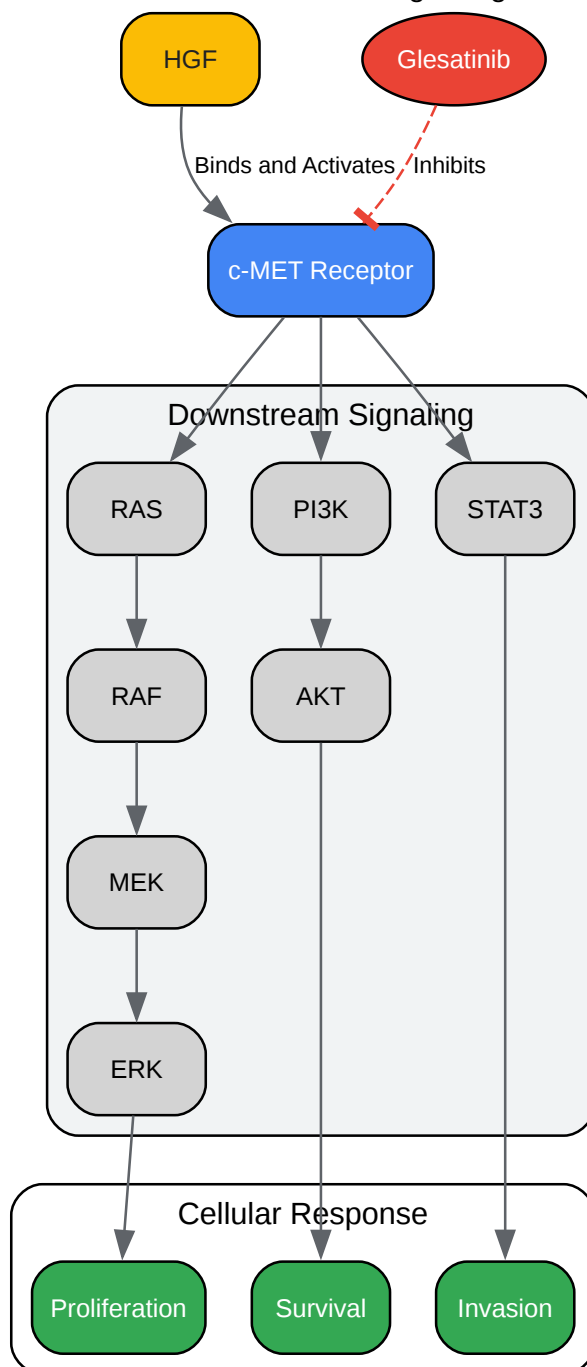 HGF
Glesatinib
Binds and Activates
Inhibits
c-MET Receptor
Downstream Signaling
RAS
PI3K
STAT3
RAF
AKT
MEK
ERK
Cellular Response
Proliferation
Survival
Invasion